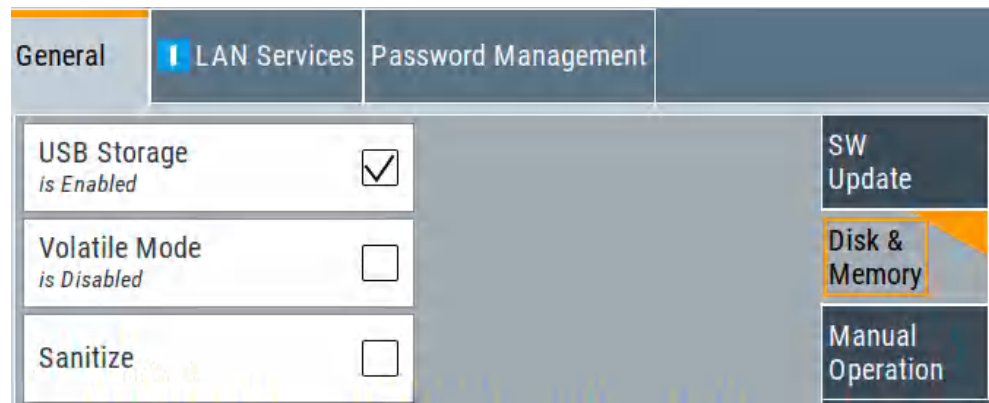 General
LAN Services
Password Management
USB Storage
is Enabled
Volatile Mode
is Disabled
Sanitize
SW
Update
Disk &
Memory
Manual
Operation